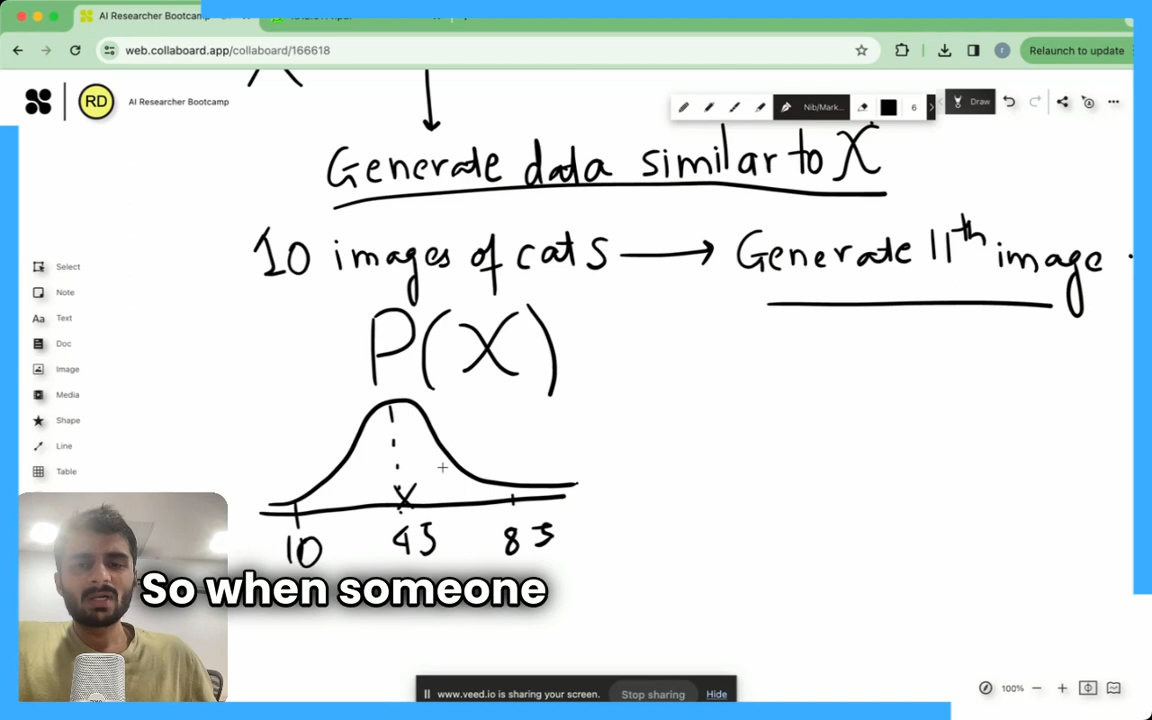 AI Researcher Bootcamp
web.collaboard.app/collaboard/166618
Relaunch to update
RD
AI Researcher Bootcamp
Nib/Mark...
6
Draw
X
Generate data similar to X
10 images of cats → Generate 11th image
P(X)
Select
Note
Text
Doc
Image
Media
Shape
Line
Table
10 45 85
So when someone
www.veed.io is sharing your screen. Stop sharing Hide
100%